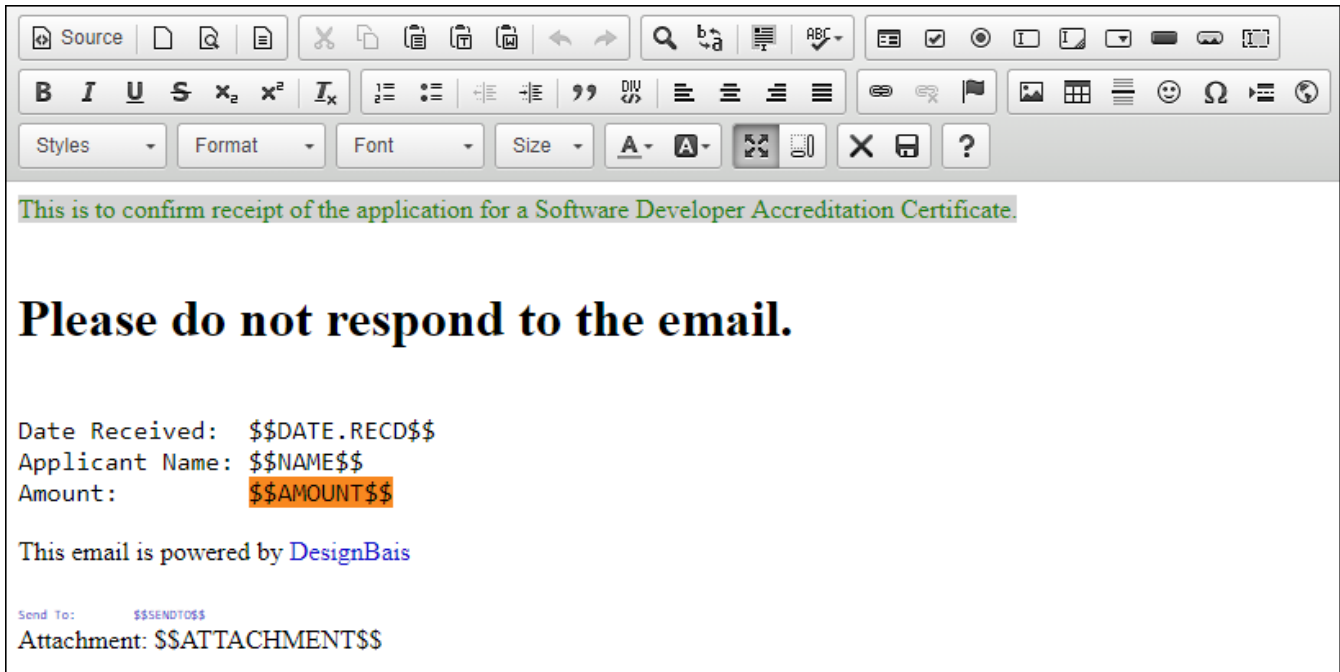 Source
Styles Format Font Size
This is to confirm receipt of the application for a Software Developer Accreditation Certificate.
Please do not respond to the email.
Date Received: $$DATE.RECD$$
Applicant Name: $$NAME$$
Amount: $$AMOUNT$$
This email is powered by DesignBais
Send To: $$SENDTO$$
Attachment: $$ATTACHMENT$$